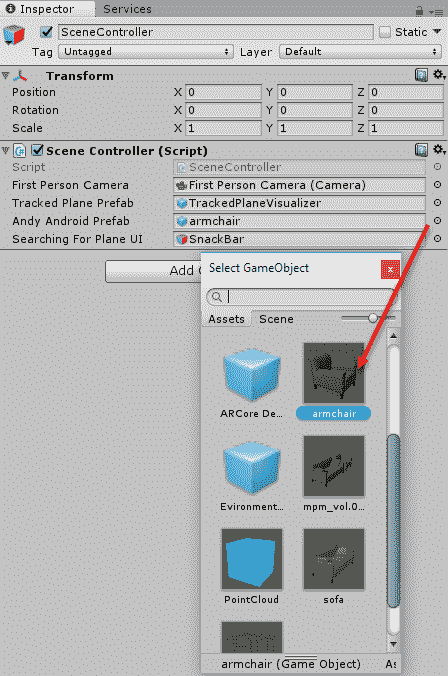 Inspector Services
SceneController Static
Tag Untagged Layer Default
Transform
Position X 0 Y 0 Z 0
Rotation X 0 Y 0 Z 0
Scale X 1 Y 1 Z 1
Scene Controller (Script)
Script SceneController
First Person Camera First Person Camera (Camera)
Tracked Plane Prefab TrackedPlaneVisualizer
Andy Android Prefab armchair
Searching For Plane UI SnackBar
Add C
Select GameObject
Assets Scene
ARCore De... armchair
Evironment... mpm_vol.0...
PointCloud sofa
armchair (Game Object) As